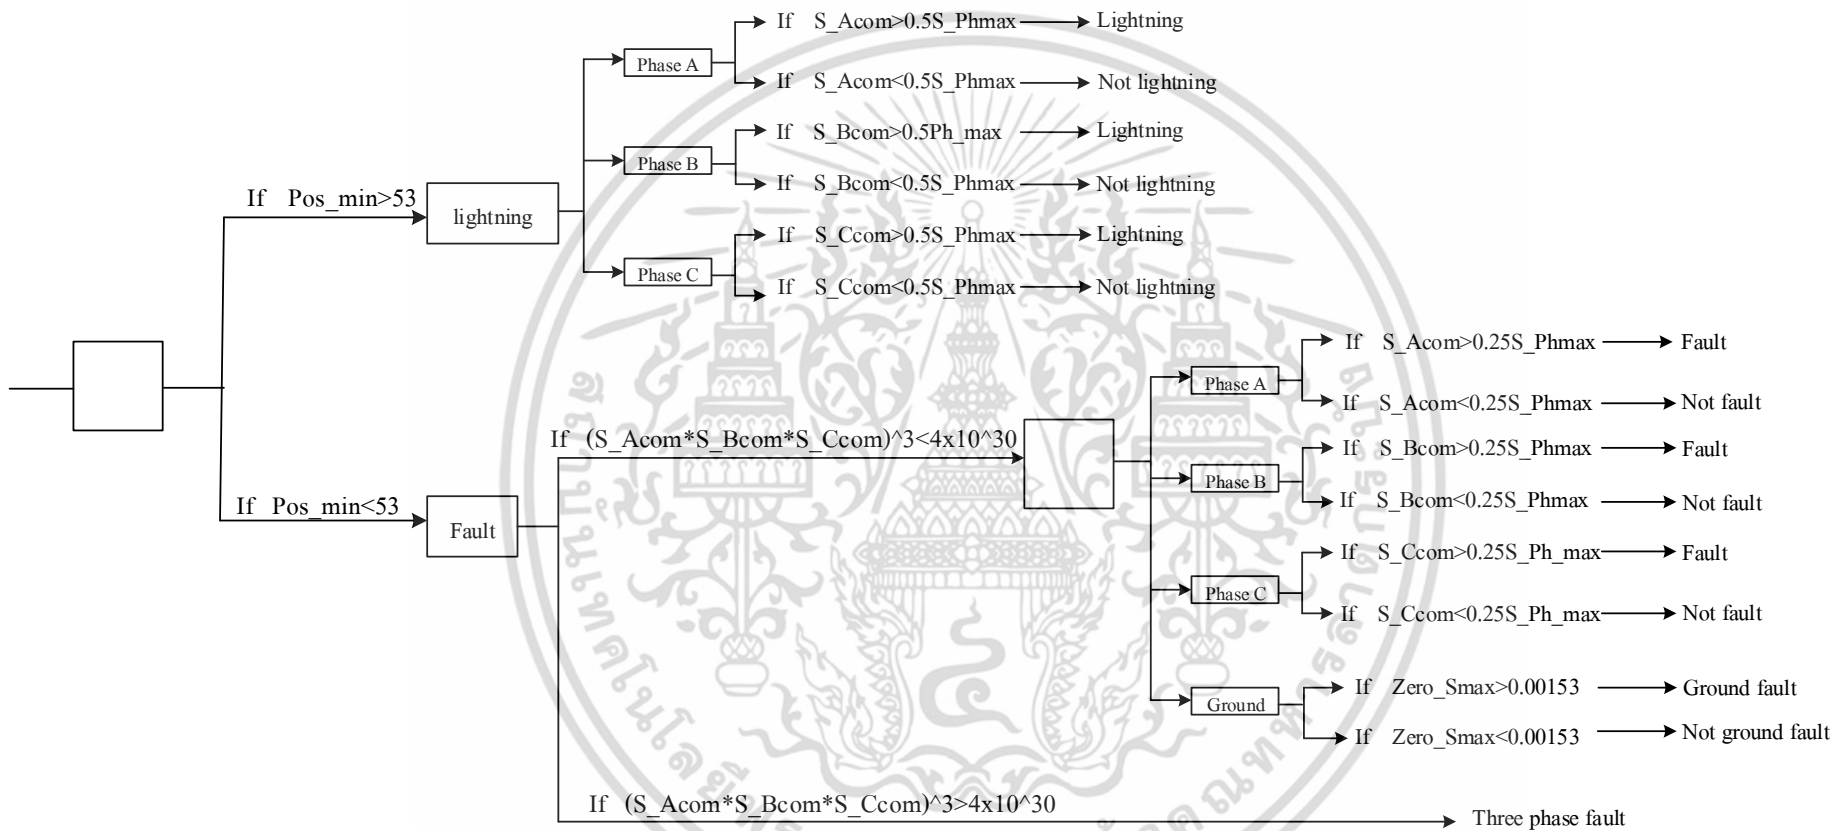 If S_Acom>0.5S_Phmax Lightning
Phase A
If S_Acom<0.5S_Phmax Not lightning
If S_Bcom>0.5Ph_max Lightning
Phase B
If S_Bcom<0.5S_Phmax Not lightning
If Pos_min>53
lightning
If S_Ccom>0.5S_Phmax Lightning
Phase C
If S_Ccom<0.5S_Phmax Not lightning
If S_Acom>0.25S_Phmax Fault
Phase A
If S_Acom<0.25S_Phmax Not fault
If (S_Acom*S_Bcom*S_Ccom)^3<4x10^30
If S_Bcom>0.25S_Phmax Fault
Phase B
If S_Bcom<0.25S_Phmax Not fault
If Pos_min<53
Fault
If S_Ccom>0.25S_Ph_max Fault
Phase C
If S_Ccom<0.25S_Ph_max Not fault
If Zero_Smax>0.00153 Ground fault
Ground
If Zero_Smax<0.00153 Not ground fault
If (S_Acom*S_Bcom*S_Ccom)^3>4x10^30
Three phase fault